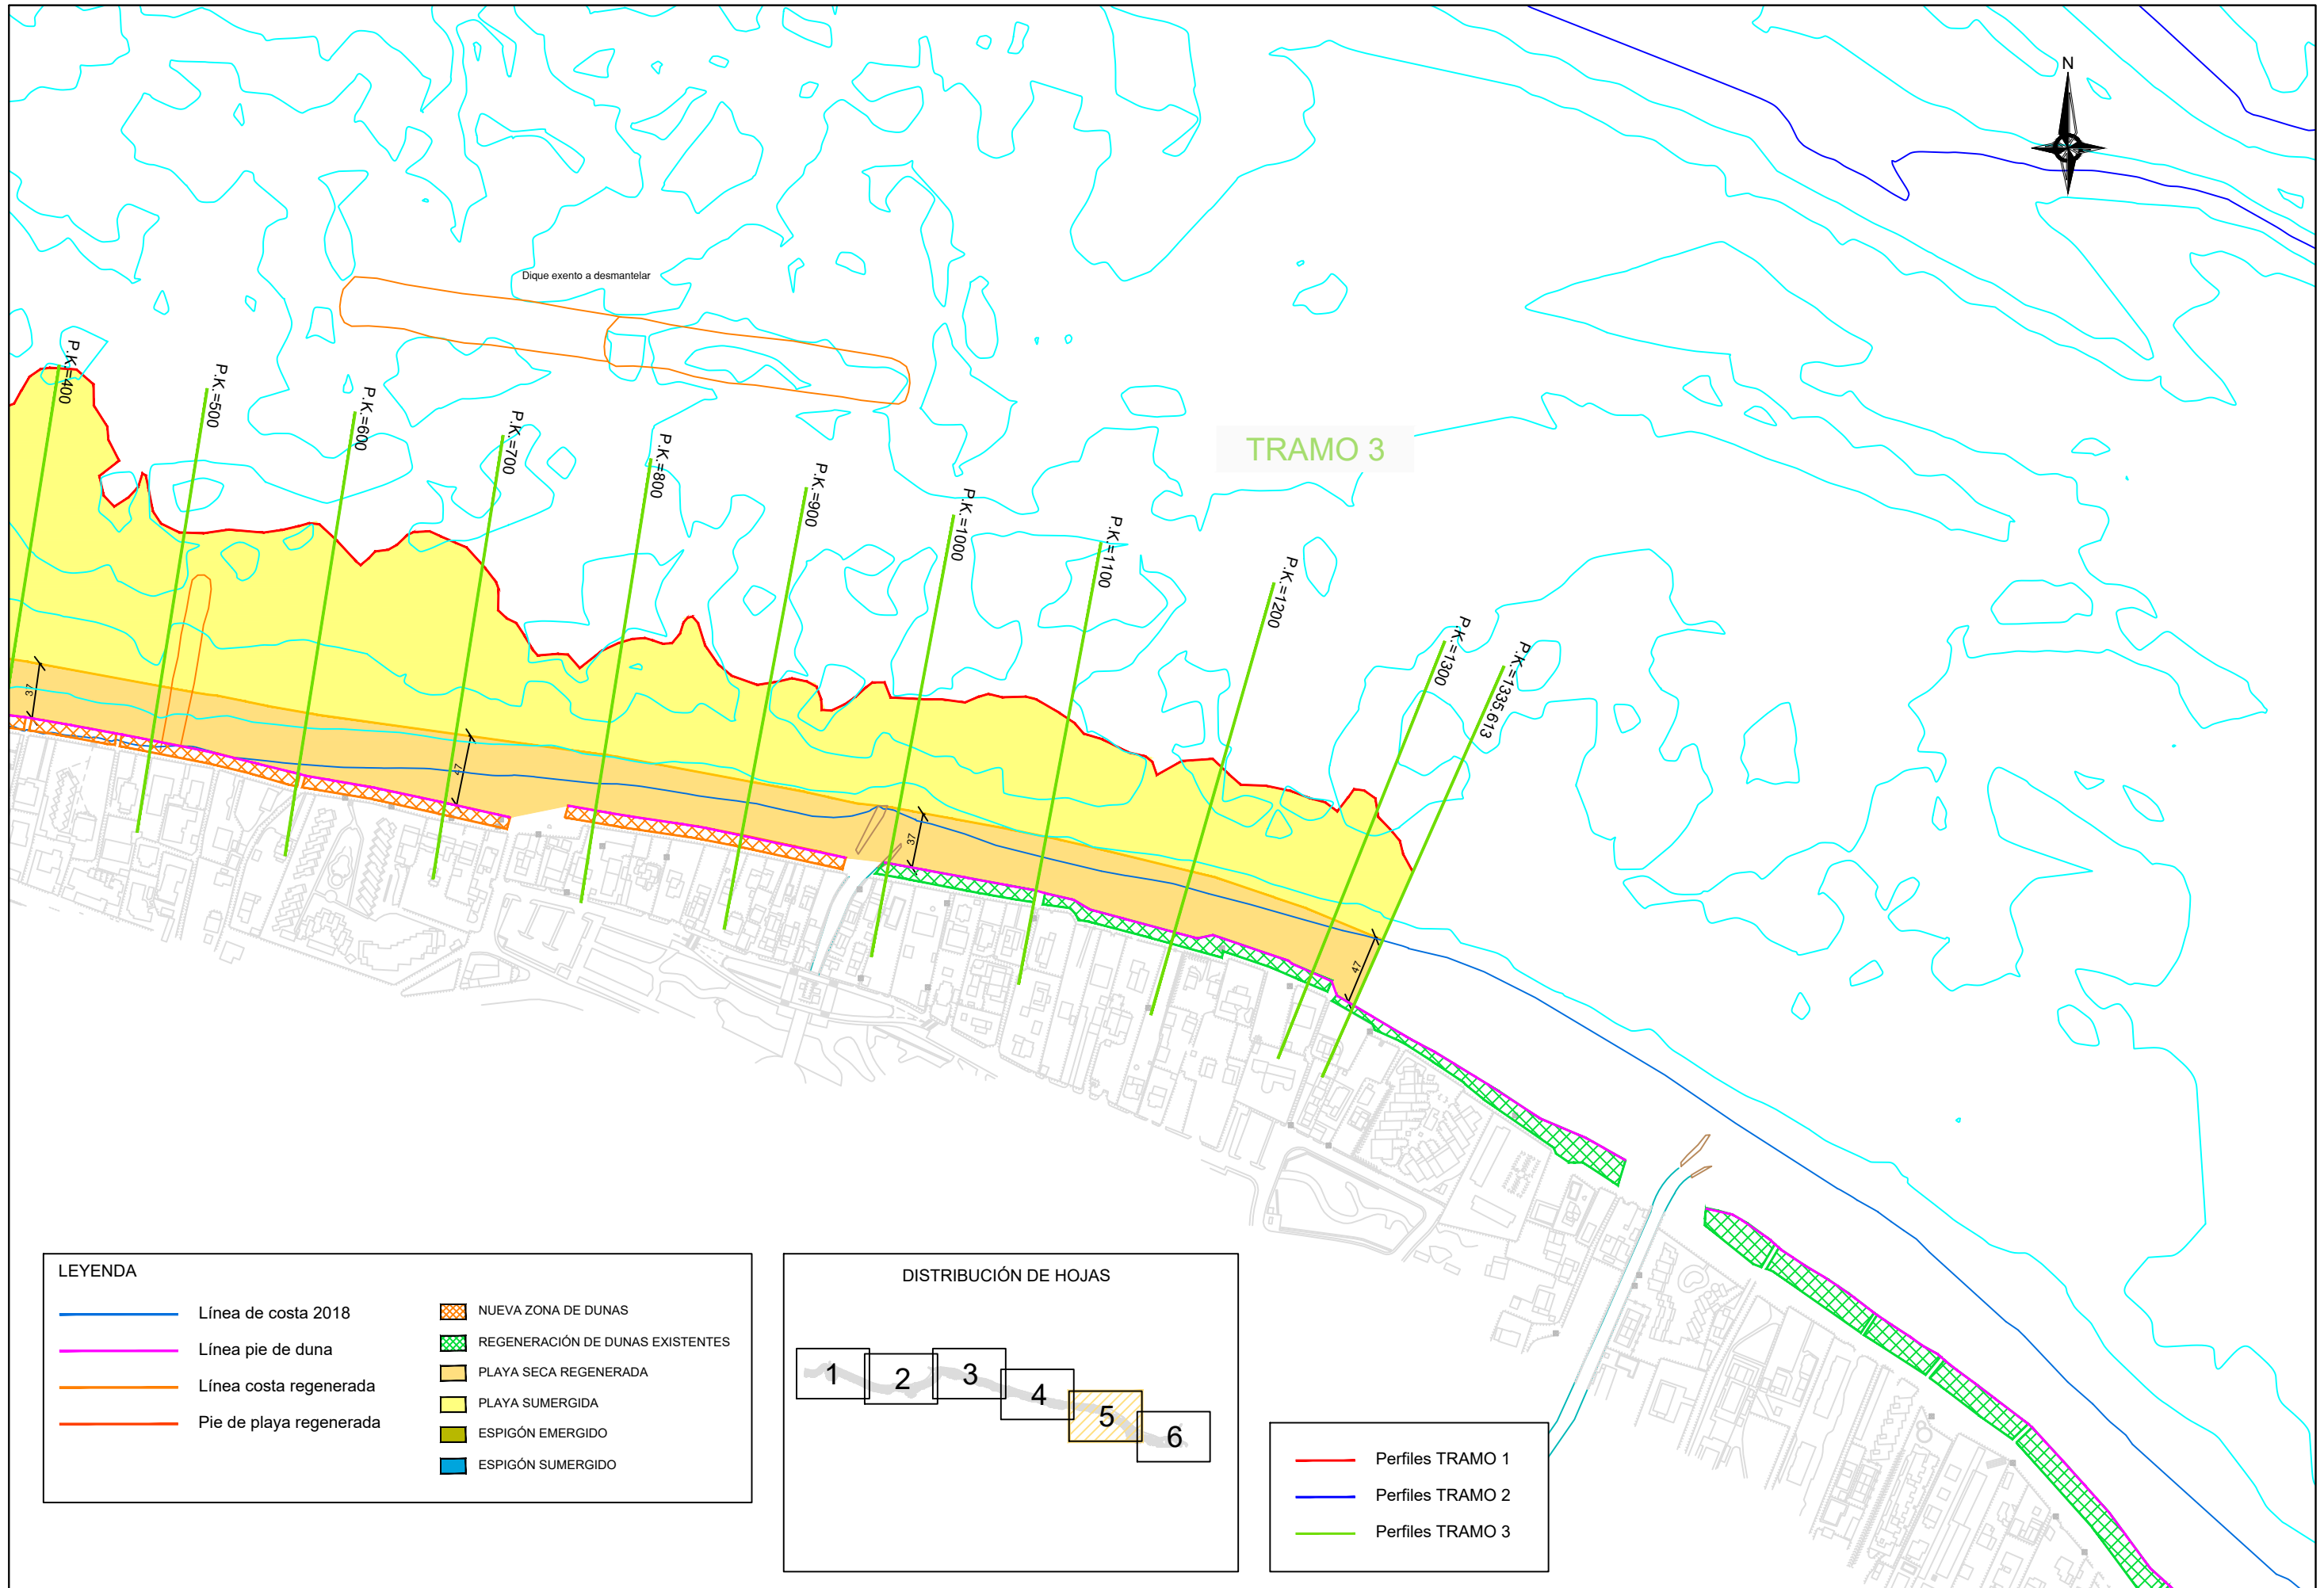 N
Dique exento a desmantelar
P.K.=400
P.K.=500
P.K.=600
P.K.=700
P.K.=800
P.K.=900
P.K.=1000
P.K.=1100
P.K.=1200
P.K.=1300
P.K.=1335.613
TRAMO 3
37
47
37
47
LEYENDA
Línea de costa 2018
Línea pie de duna
Línea costa regenerada
Pie de playa regenerada
NUEVA ZONA DE DUNAS
REGENERACIÓN DE DUNAS EXISTENTES
PLAYA SECA REGENERADA
PLAYA SUMERGIDA
ESPIGÓN EMERGIDO
ESPIGÓN SUMERGIDO
DISTRIBUCIÓN DE HOJAS
1
2
3
4
5
6
Perfiles TRAMO 1
Perfiles TRAMO 2
Perfiles TRAMO 3